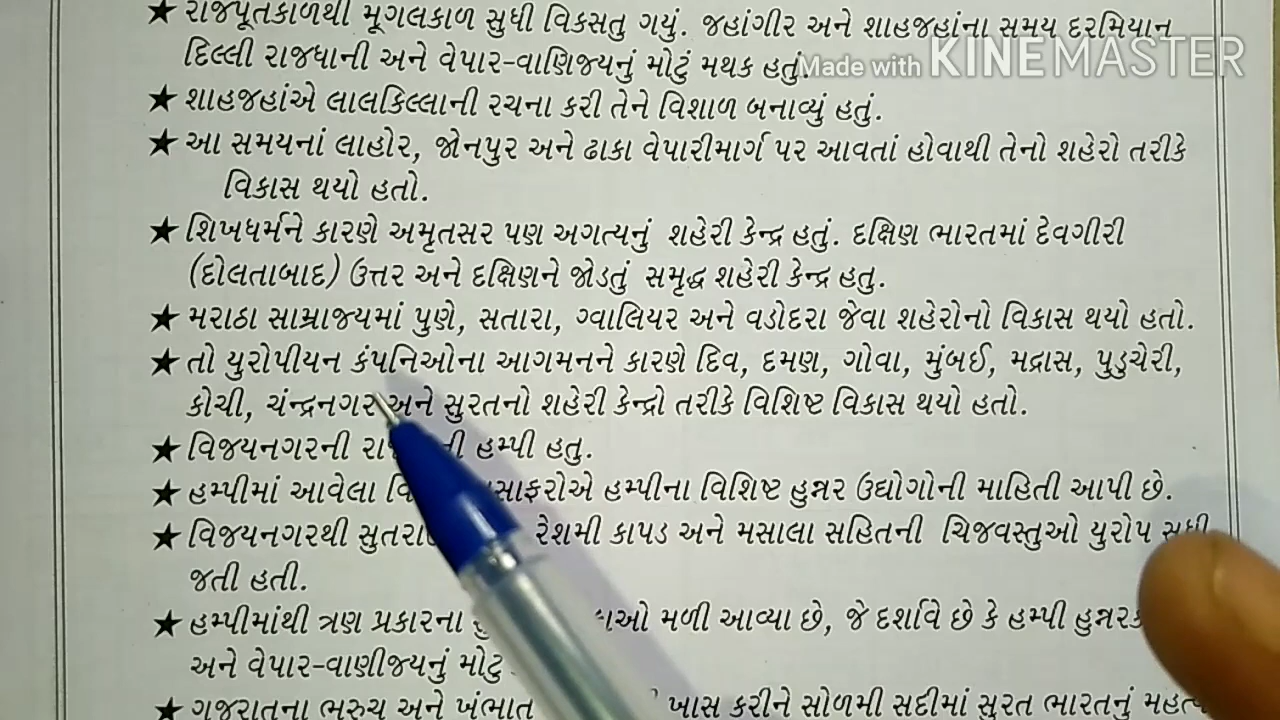 ★ રાજપૂતકાળથી મૂગલકાળ સુધી વિકસતુ ગયું. જહાંગીર અને શાહજહાંના સમય દરમિયાન
દિલ્લી રાજધાની અને વેપાર-વાણિજ્યનું મોટું મથક હતું.
Made with KINEMASTER
★ શાહજહાંએ લાલકિલ્લાની રચના કરી તેને વિશાળ બનાવ્યું હતું.
★ આ સમયનાં લાહોર, જોનપુર અને ઢાકા વેપારીમાર્ગ પર આવતાં હોવાથી તેનો શહેરો તરીકે
વિકાસ થયો હતો.
★ શિખધર્મને કારણે અમૃતસર પણ અગત્યનું શહેરી કેન્દ્ર હતું. દક્ષિણ ભારતમાં દેવગીરી
(દોલતાબાદ) ઉત્તર અને દક્ષિણને જોડતું સમૃદ્ધ શહેરી કેન્દ્ર હતુ.
★ મરાઠા સામ્રાજ્યમાં પુણે, સતારા, ગ્વાલિયર અને વડોદરા જેવા શહેરોનો વિકાસ થયો હતો.
★ તો યુરોપીયન કંપનિઓના આગમનને કારણે દિવ, દમણ, ગોવા, મુંબઈ, મદ્રાસ, પુડુચેરી,
કોચી, ચંન્દ્રનગર અને સુરતનો શહેરી કેન્દ્રો તરીકે વિશિષ્ટ વિકાસ થયો હતો.
★ વિજયનગરની હમ્પી હતુ.
★ હમ્પીમાં આવેલા હમ્પીના વિશિષ્ટ હુન્નર ઉદ્યોગોની માહિતી આપી છે.
★ વિજયનગરથી રેશમી કાપડ અને મસાલા સહિતની ચિજવસ્તુઓ યુરોપ સુધી
જતી હતી.
★ હમ્પીમાંથી ત્રણ પ્રકારના મળી આવ્યા છે, જે દર્શાવે છે કે હમ્પી
અને વેપાર-વાણીજ્યનું મોટુ
★ ગુજરાતના ભરુચ અને ખંભાત ખાસ કરીને સોળમી સદીમાં સુરત ભારતનું